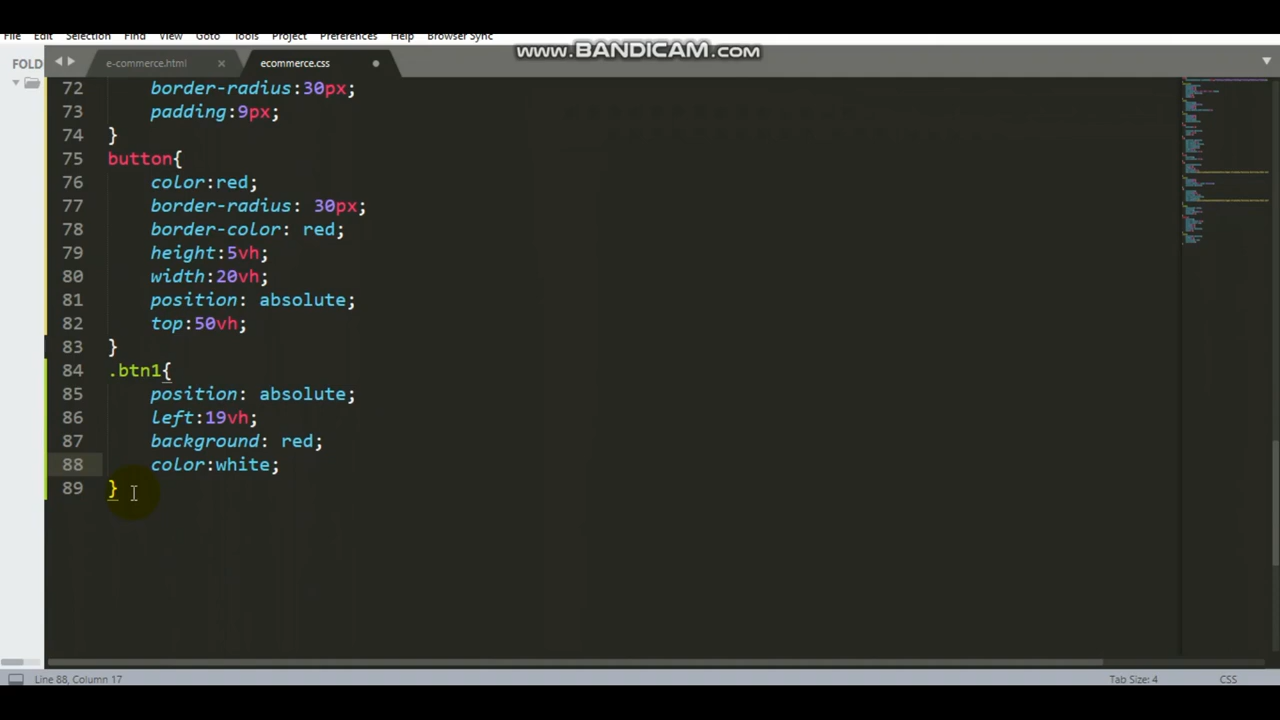 www.BANDICAM.com
File Edit Selection Find View Goto Tools Project Preferences Help Browser Sync
FOLD
e-commerce.html × ecommerce.css
72 border-radius:30px;
73 padding:9px;
74 }
75 button{
76 color:red;
77 border-radius: 30px;
78 border-color: red;
79 height:5vh;
80 width:20vh;
81 position: absolute;
82 top:50vh;
83 }
84 .btn1{
85 position: absolute;
86 left:19vh;
87 background: red;
88 color:white;
89 }
Line 88, Column 17
Tab Size: 4
CSS